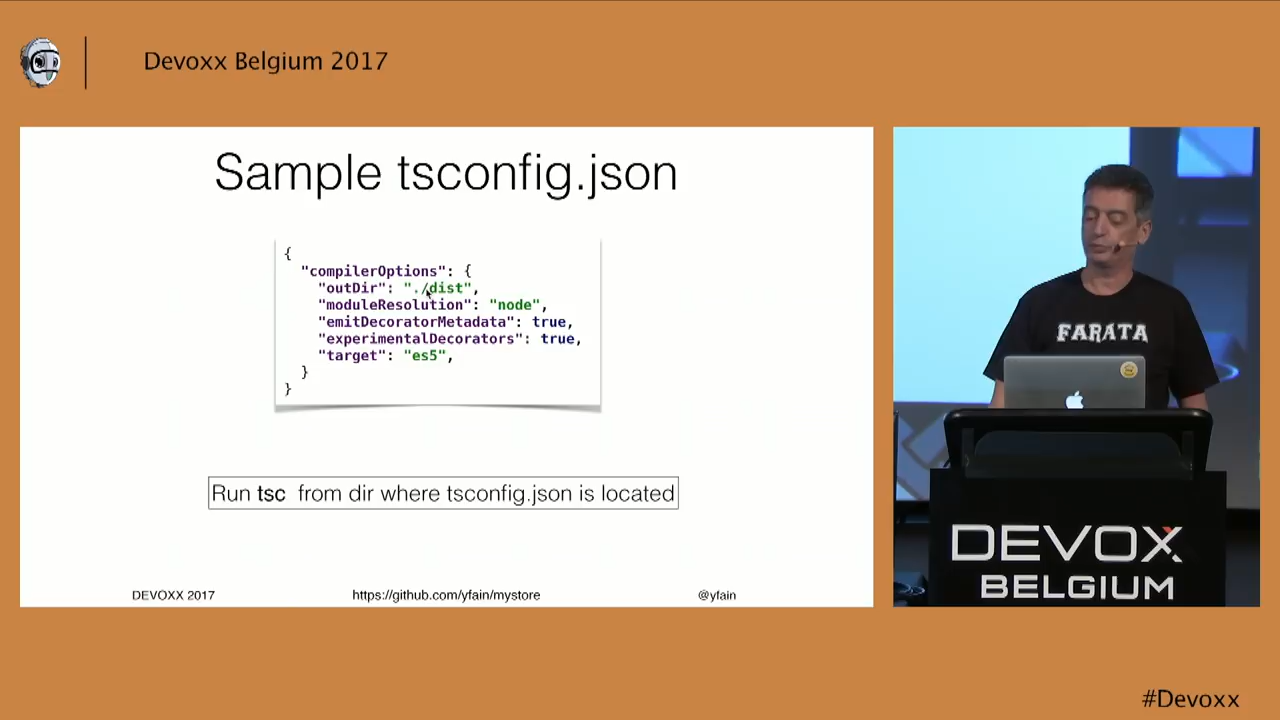 Devoxx Belgium 2017
Sample tsconfig.json
{
"compilerOptions": {
"outDir": "./dist",
"moduleResolution": "node",
"emitDecoratorMetadata": true,
"experimentalDecorators": true,
"target": "es5",
}
}
Run tsc from dir where tsconfig.json is located
DEVOXX 2017
https://github.com/yfain/mystore
@yfain
FARATA
DEVOXX
BELGIUM
#Devoxx